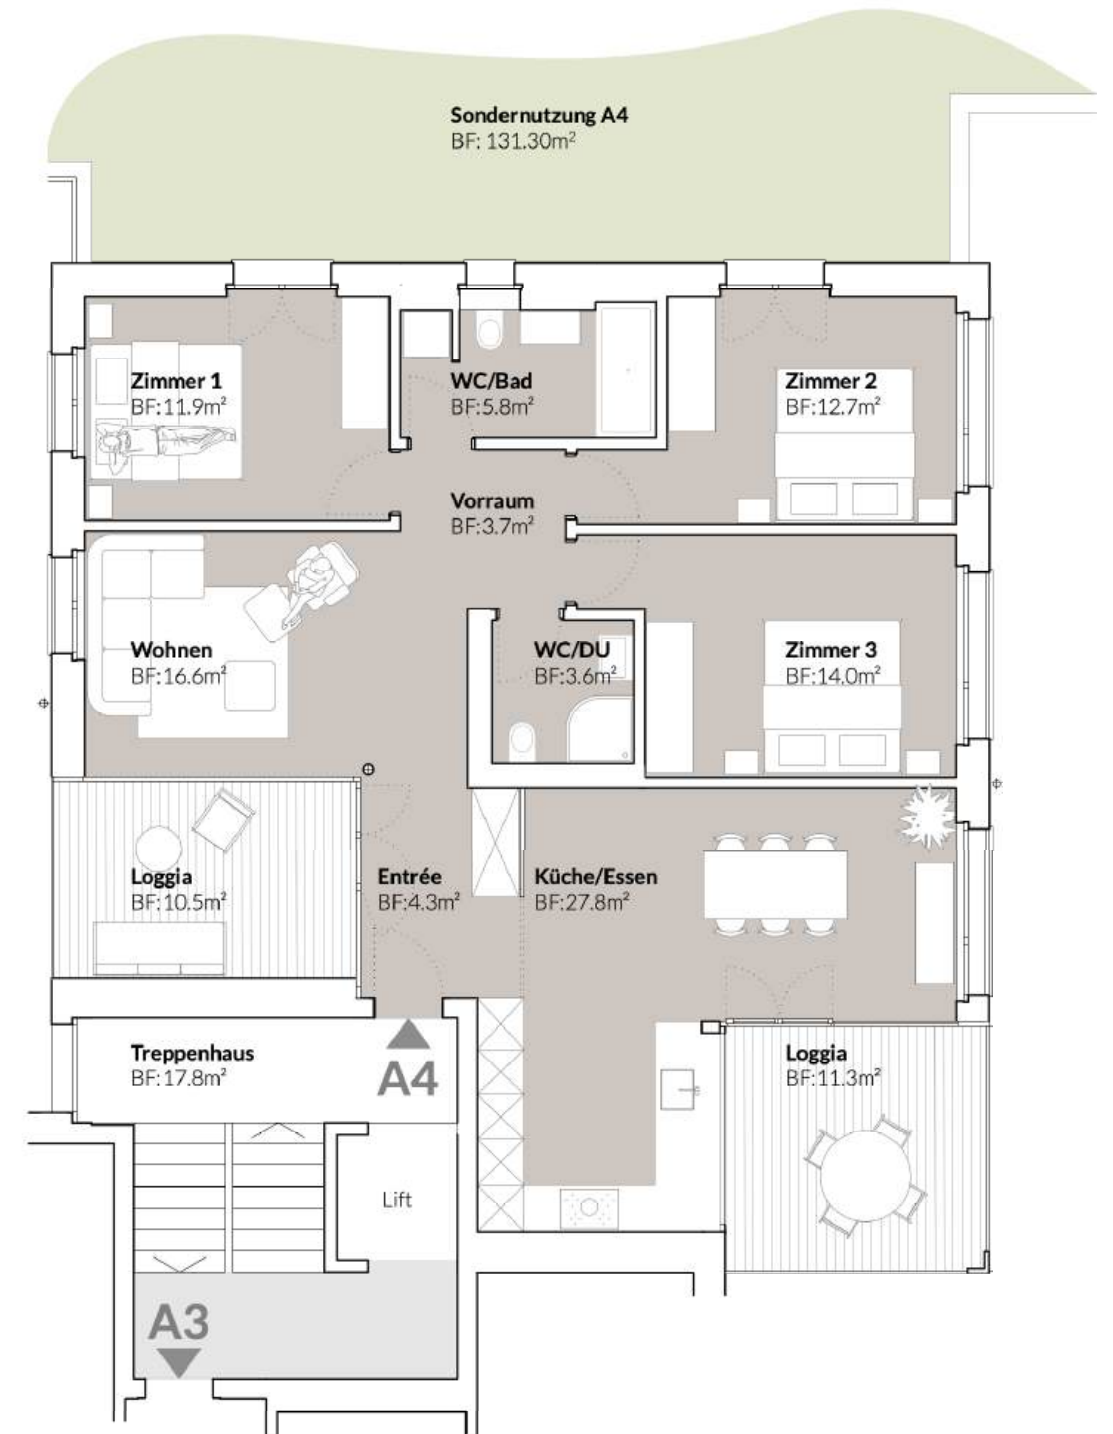 Sondernutzung A4
BF: 131.30m²
Zimmer 1
BF:11.9m²
WC/Bad
BF:5.8m²
Zimmer 2
BF:12.7m²
Vorraum
BF:3.7m²
Wohnen
BF:16.6m²
WC/DU
BF:3.6m²
Zimmer 3
BF:14.0m²
Loggia
BF:10.5m²
Entrée
BF:4.3m²
Küche/Essen
BF:27.8m²
Treppenhaus
BF:17.8m²
A4
Loggia
BF:11.3m²
Lift
A3